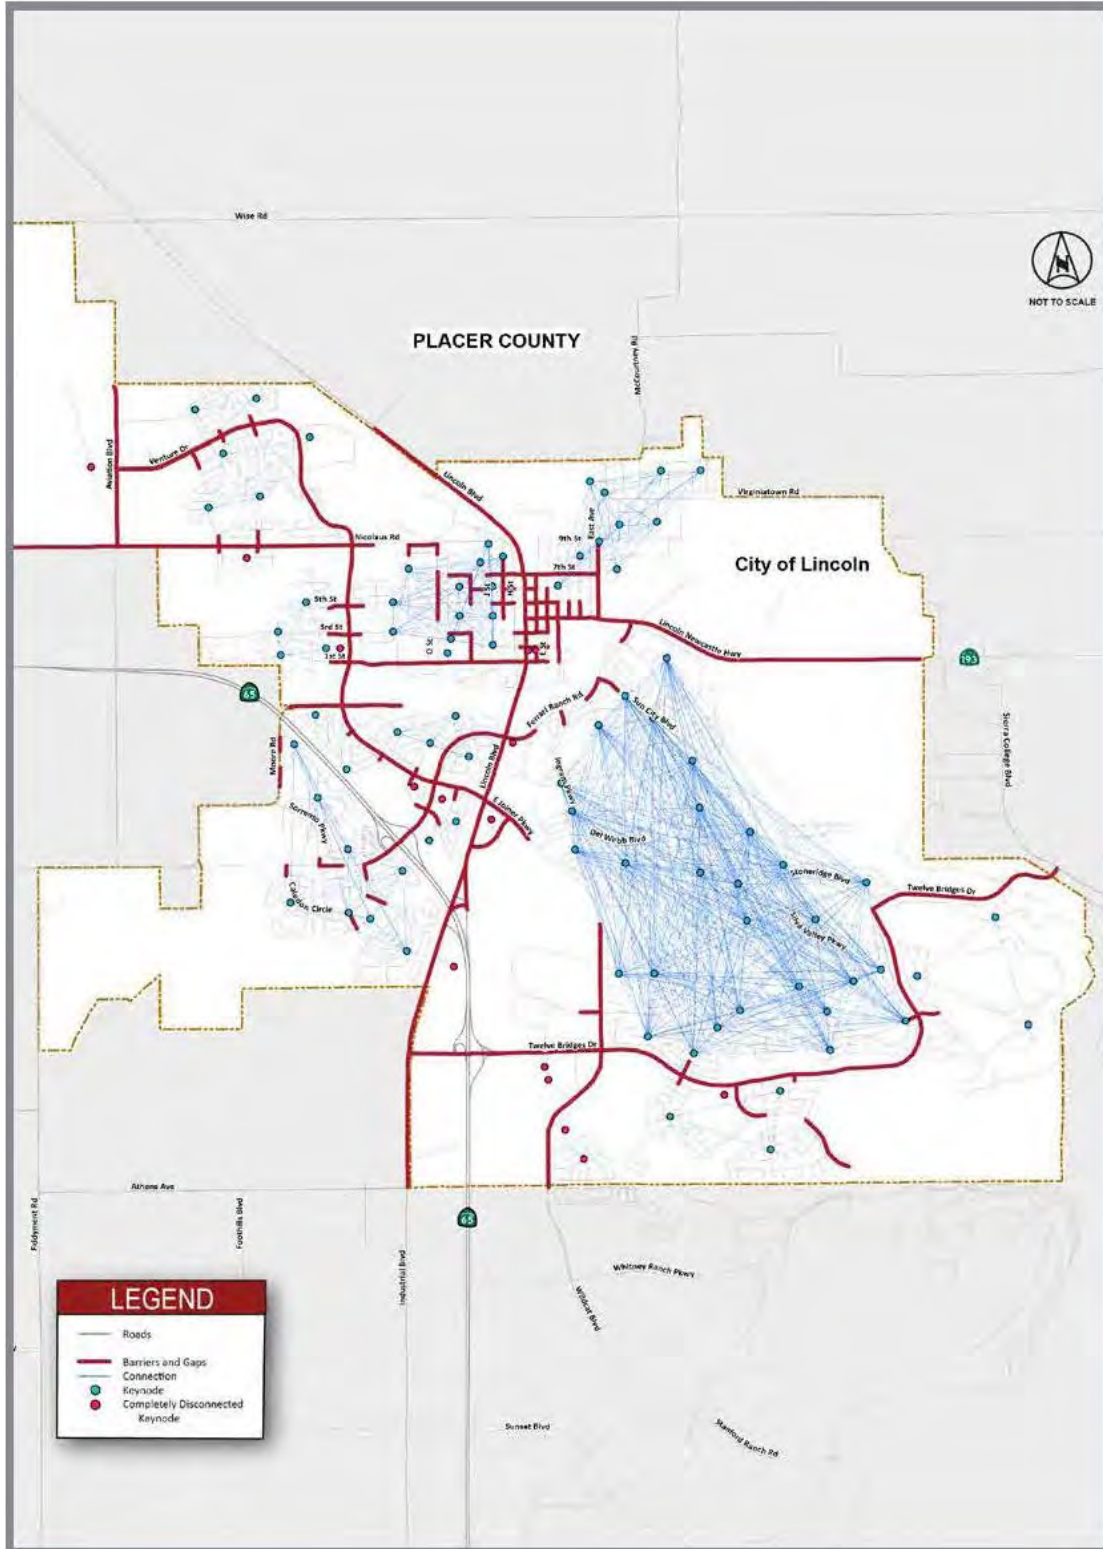 Wise Rd
N
NOT TO SCALE
PLACER COUNTY
McCourtney Rd
Aviation Blvd
Venture Dr
Lincoln Blvd
Virginiatown Rd
East Ave
Nicolaus Rd
9th St
7th St
City of Lincoln
J St
H St
5th St
3rd St
O St
E St
1st St
Lincoln Newcastle Hwy
193
65
Ferrari Ranch Rd
Sun City Blvd
Sierra College Blvd
Moore Rd
Lincoln Blvd
Ingram Pkwy
Sorrento Pkwy
E Joiner Pkwy
Del Webb Blvd
Stoneridge Blvd
Caledon Circle
Twelve Bridges Dr
Twelve Bridges Dr
Athens Ave
Fiddyment Rd
Foothills Blvd
Industrial Blvd
65
Whitney Ranch Pkwy
Wildcat Blvd
LEGEND
Roads
Barriers and Gaps
Connection
Keynode
Completely Disconnected
Keynode
Sunset Blvd
Stanford Ranch Rd